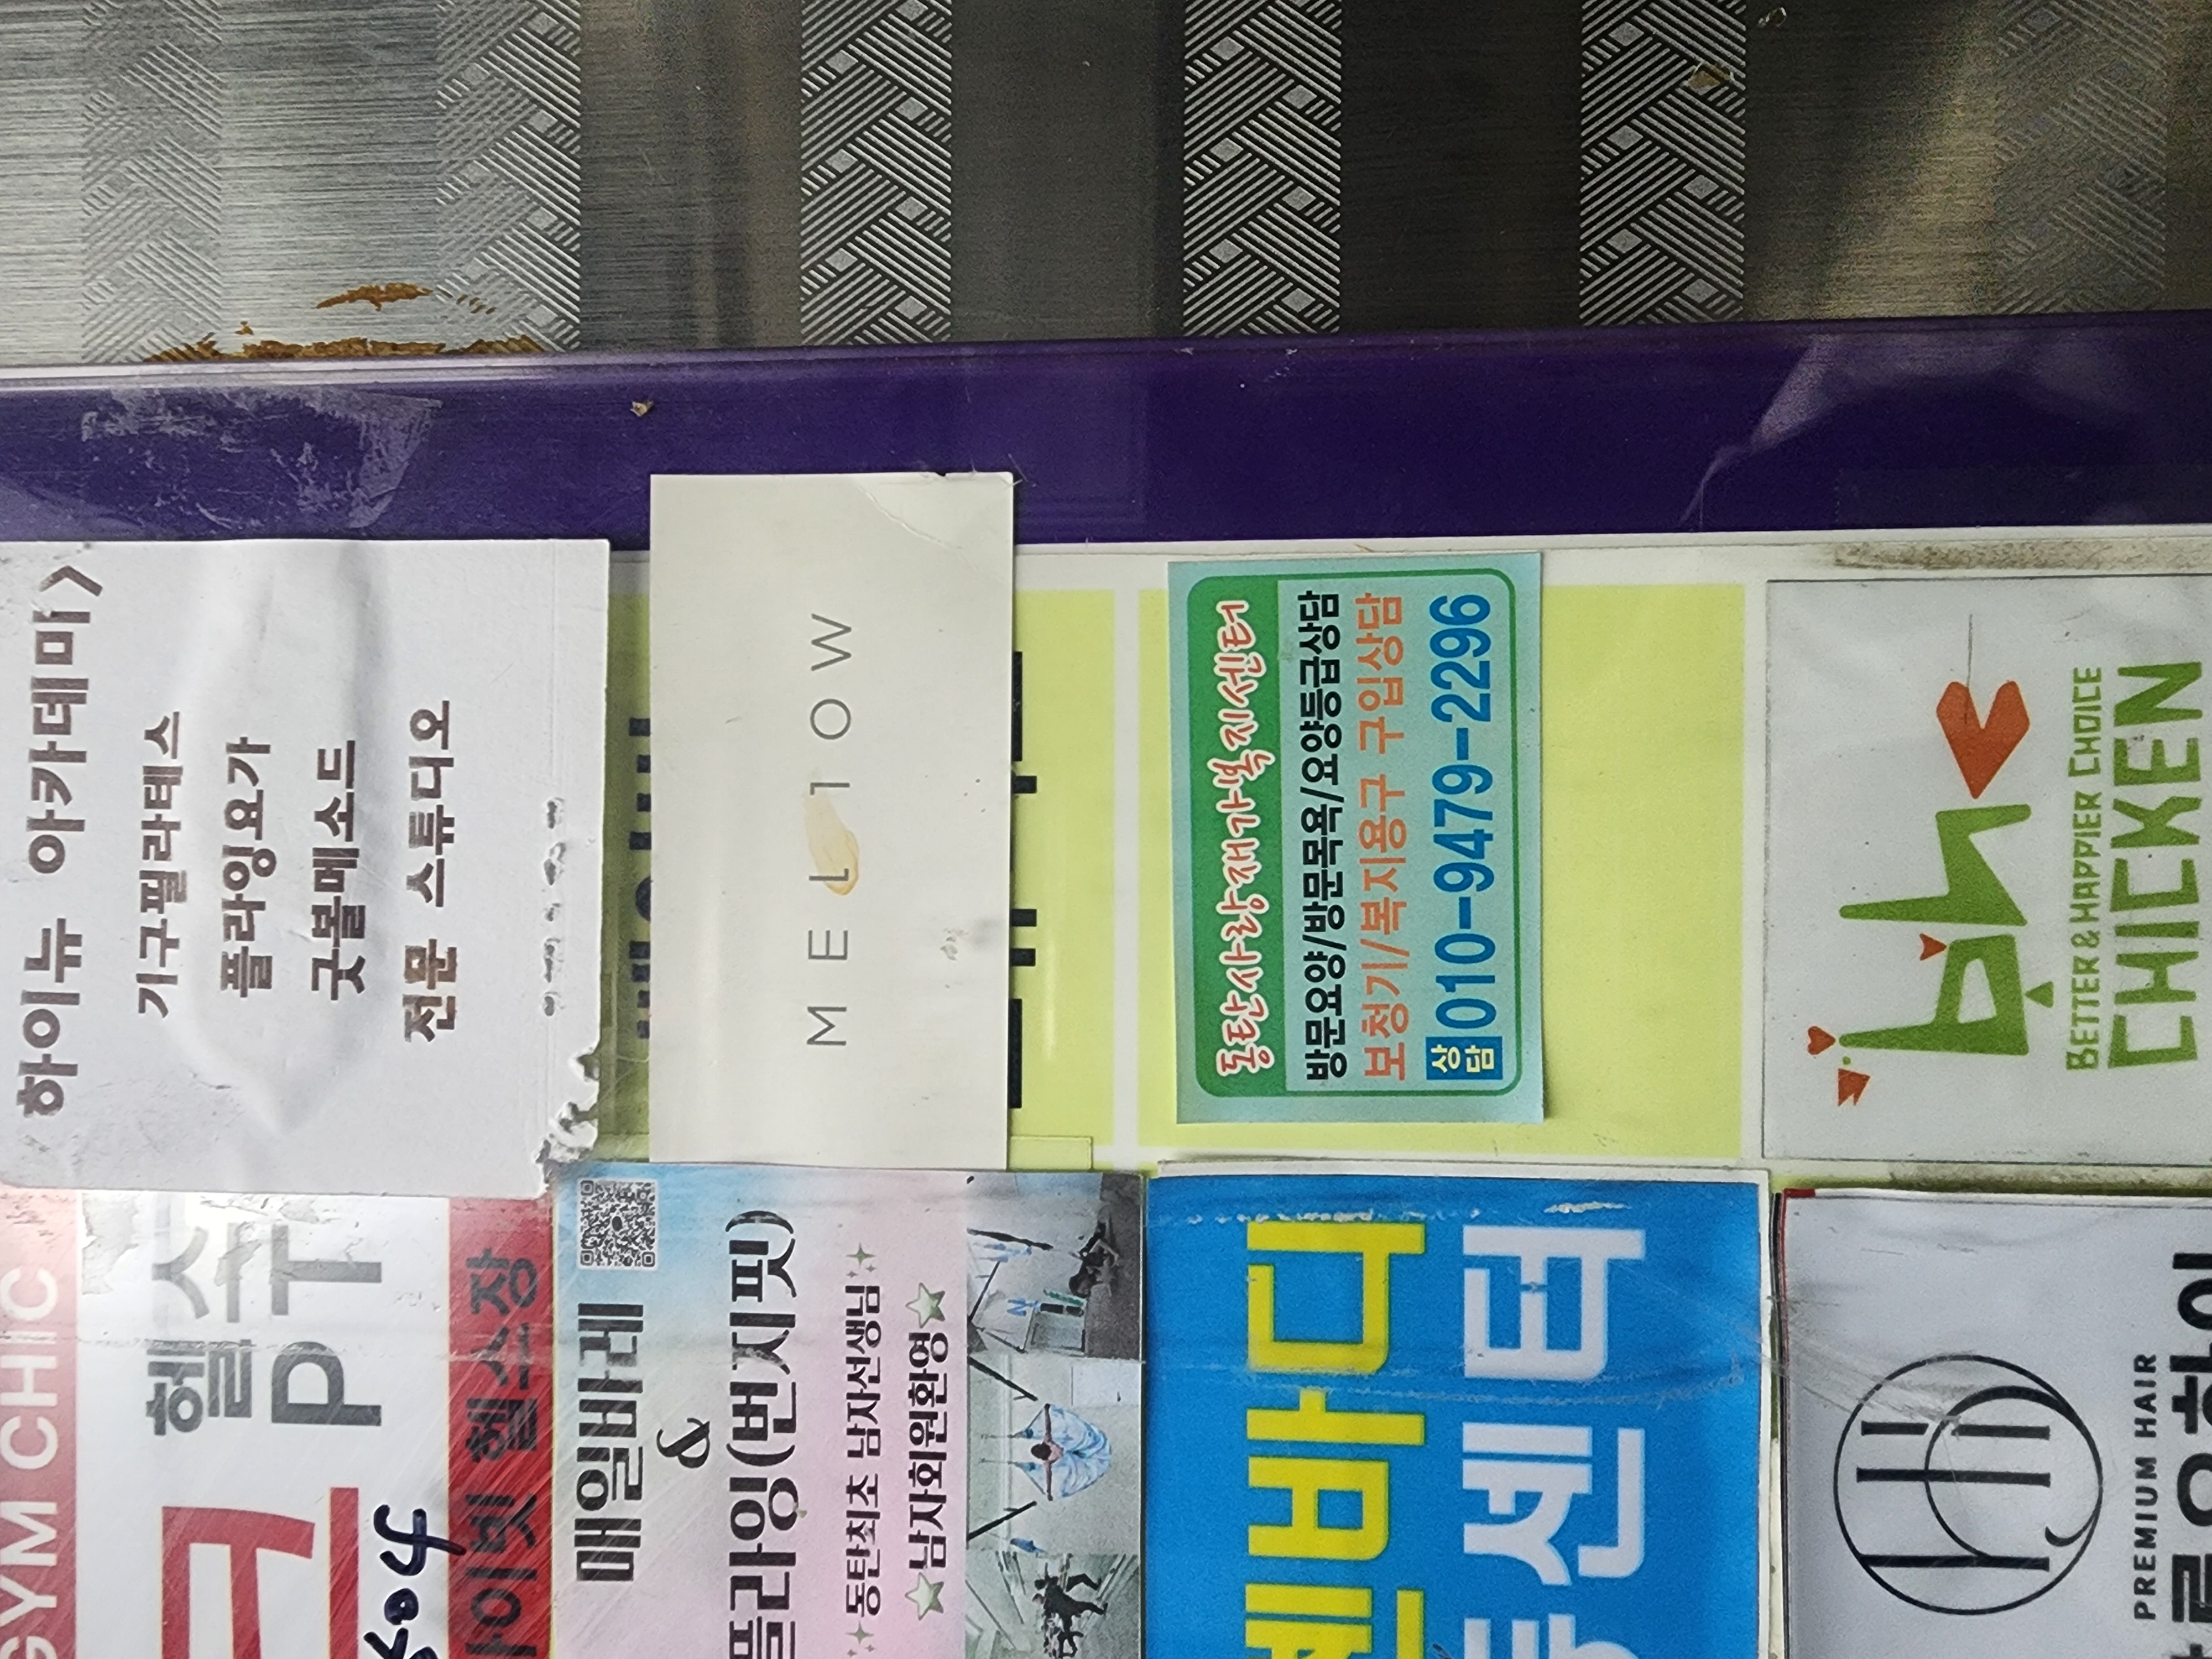 GYM CHIC
헬스
PT
504
헬스장
하이뉴 아카데미>
기구필라테스
플라잉요가
굿볼메소드
전문 스튜디오
매일바레
&
플라잉(번지핏)
동탄최초 남자선생님
남자회원환영
MELLOW
동탄사랑재가복지센터
방문요양/방문목욕/요양등급상담
보청기/복지용구 구입상담
상담 010-9479-2296
바디
센터
BETTER & HAPPIER CHOICE
CHICKEN
PREMIUM HAIR